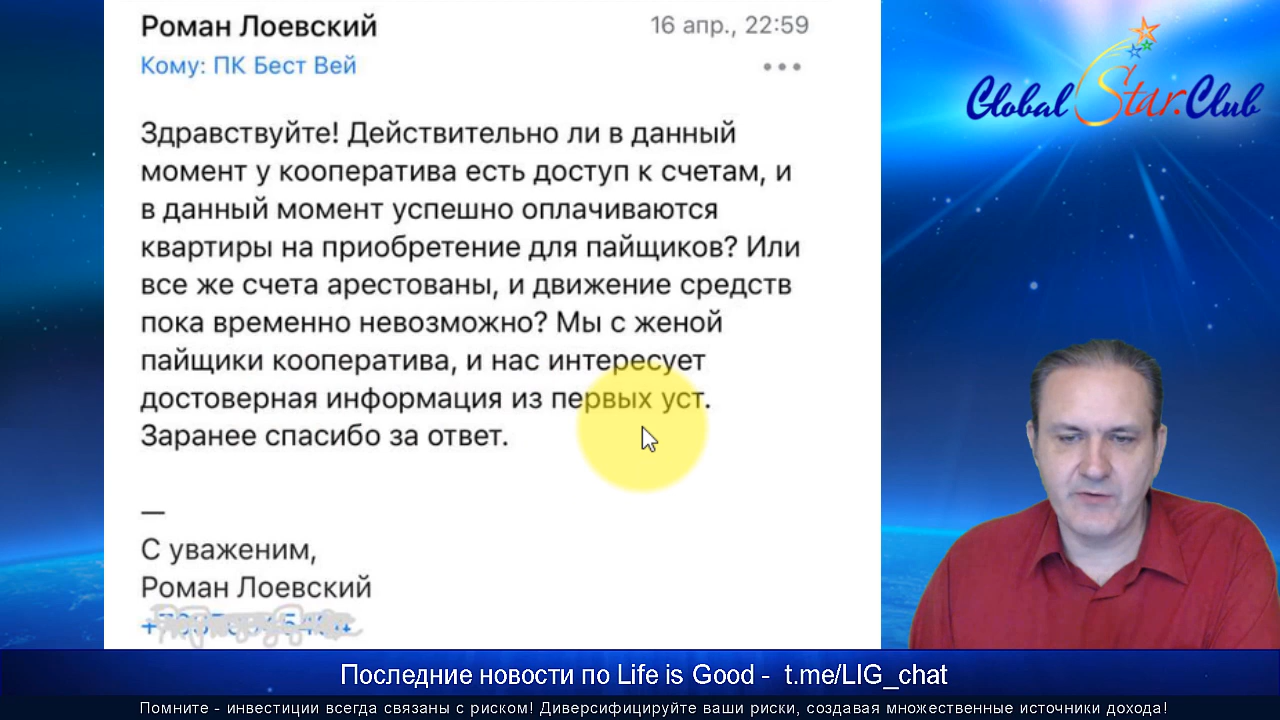 Роман Лоевский
16 апр., 22:59
Кому: ПК Бест Вей
Здравствуйте! Действительно ли в данный
момент у кооператива есть доступ к счетам, и
в данный момент успешно оплачиваются
квартиры на приобретение для пайщиков? Или
все же счета арестованы, и движение средств
пока временно невозможно? Мы с женой
пайщики кооператива, и нас интересует
достоверная информация из первых уст.
Заранее спасибо за ответ.
—
С уваженим,
Роман Лоевский
Global Star.Club
Последние новости по Life is Good - t.me/LIG_chat
Помните - инвестиции всегда связаны с риском! Диверсифицируйте ваши риски, создавая множественные источники дохода!